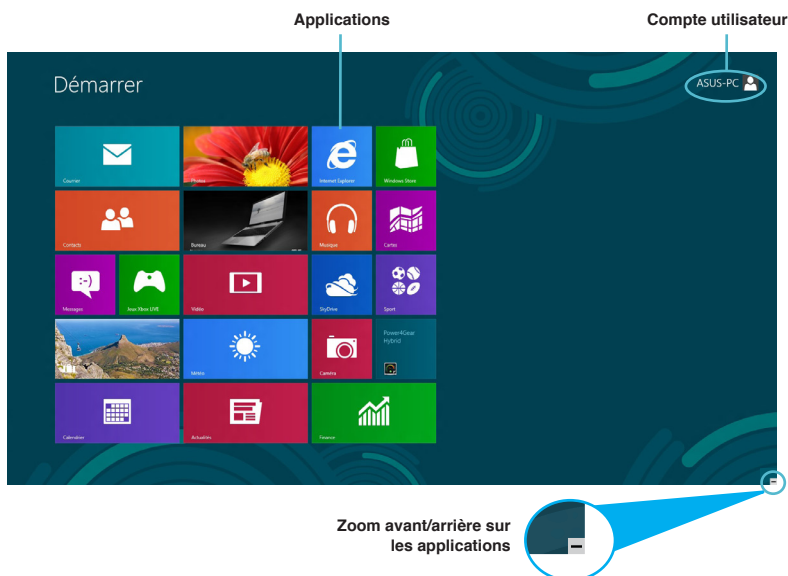 Applications
Compte utilisateur
Démarrer
ASUS-PC
Courrier
Photos
Internet Explorer
Windows Store
Contacts
Bureau
Musique
Cartes
:-)
Messages
Jeux Xbox LIVE
Vidéo
SkyDrive
Sport
Météo
Caméra
Power4Gear
Hybrid
Calendrier
Actualités
Finance
Zoom avant/arrière sur
les applications